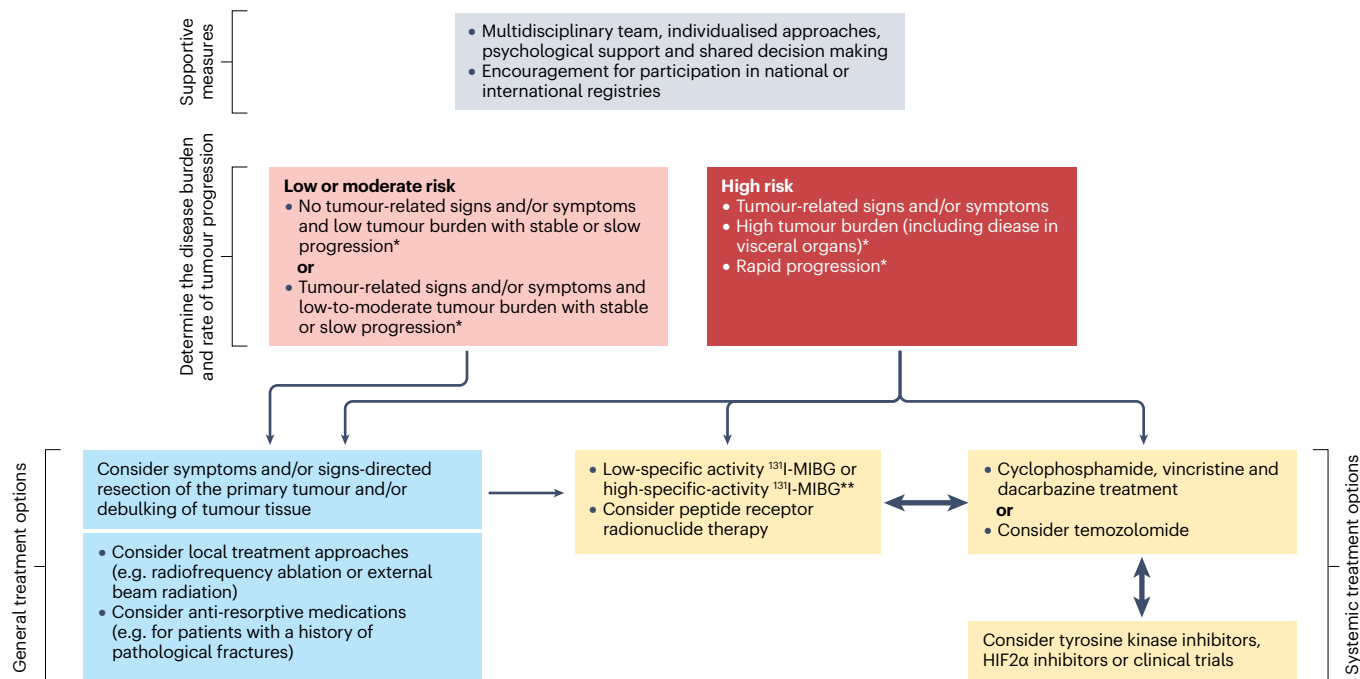 Supportive
measures
• Multidisciplinary team, individualised approaches,
psychological support and shared decision making
• Encouragement for participation in national or
international registries
Determine the disease burden
and rate of tumour progression
Low or moderate risk
• No tumour-related signs and/or symptoms
and low tumour burden with stable or slow
progression*
or
• Tumour-related signs and/or symptoms and
low-to-moderate tumour burden with stable
or slow progression*
High risk
• Tumour-related signs and/or symptoms
• High tumour burden (including diease in
visceral organs)*
• Rapid progression*
General treatment options
Consider symptoms and/or signs-directed
resection of the primary tumour and/or
debulking of tumour tissue
• Consider local treatment approaches
(e.g. radiofrequency ablation or external
beam radiation)
• Consider anti-resorptive medications
(e.g. for patients with a history of
pathological fractures)
• Low-specific activity ¹³¹I-MIBG or
high-specific-activity ¹³¹I-MIBG**
• Consider peptide receptor
radionuclide therapy
• Cyclophosphamide, vincristine and
dacarbazine treatment
or
• Consider temozolomide
Consider tyrosine kinase inhibitors,
HIF2α inhibitors or clinical trials
Systemic treatment options